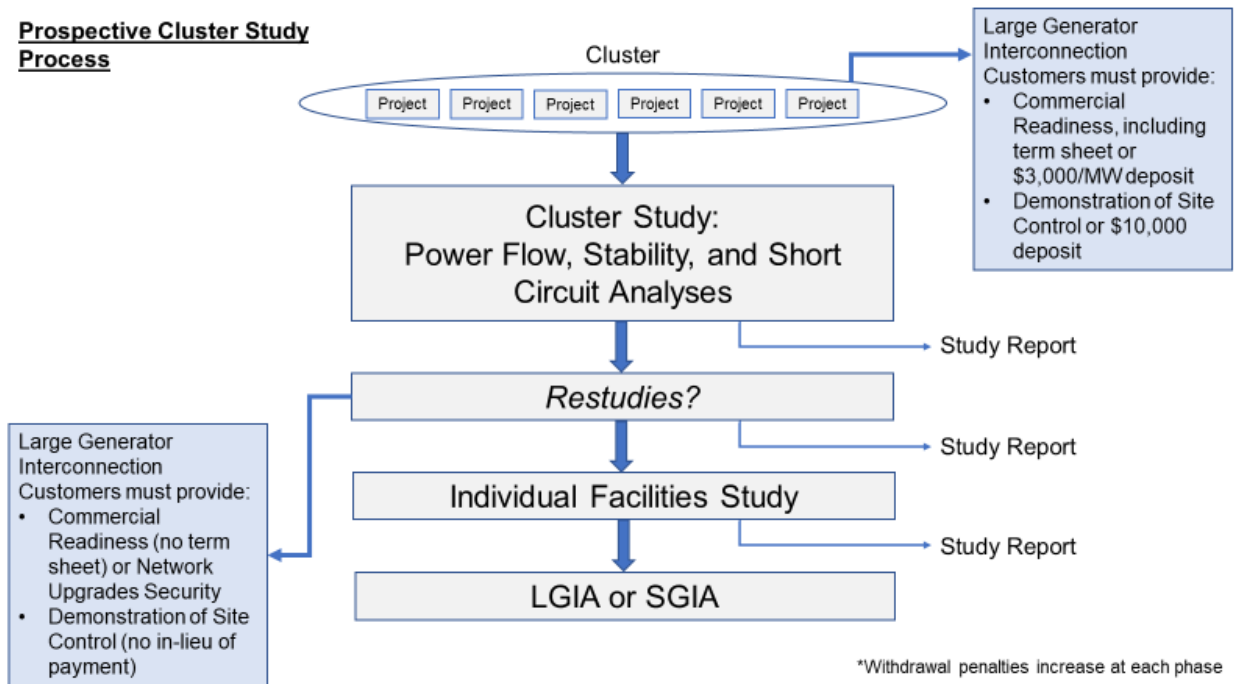 Prospective Cluster Study
Process
Cluster
Project
Project
Project
Project
Project
Project
Large Generator
Interconnection
Customers must provide:
• Commercial
Readiness, including
term sheet or
$3,000/MW deposit
• Demonstration of Site
Control or $10,000
deposit
Cluster Study:
Power Flow, Stability, and Short
Circuit Analyses
Study Report
Restudies?
Study Report
Large Generator
Interconnection
Customers must provide:
• Commercial
Readiness (no term
sheet) or Network
Upgrades Security
• Demonstration of Site
Control (no in-lieu of
payment)
Individual Facilities Study
Study Report
LGIA or SGIA
*Withdrawal penalties increase at each phase